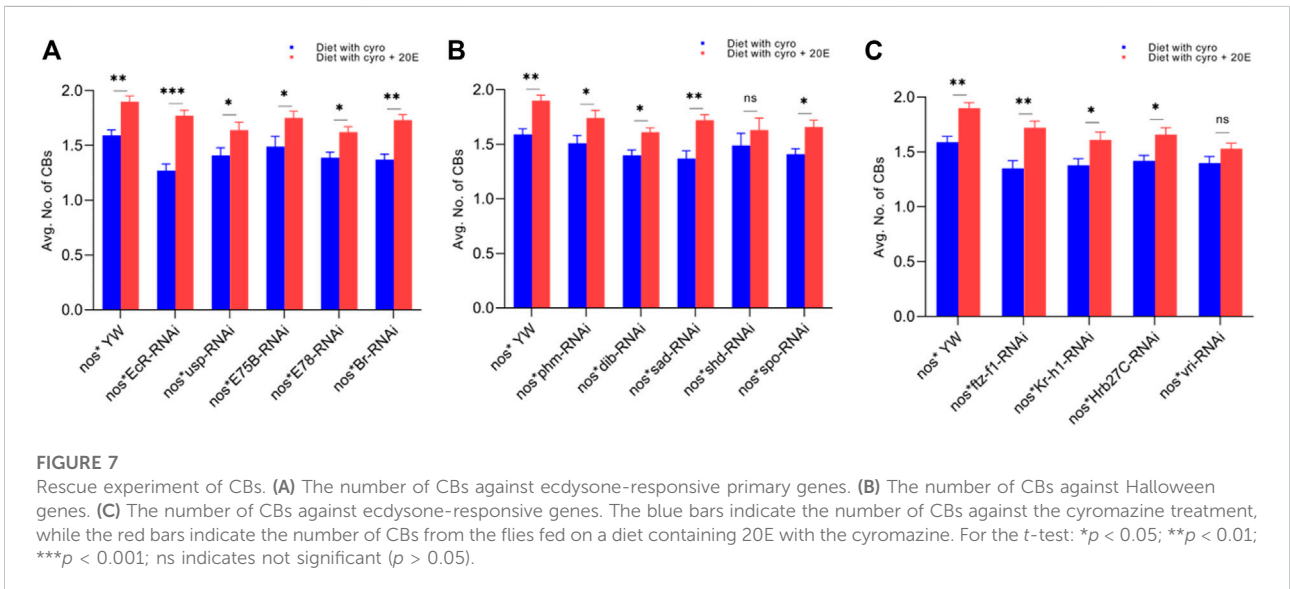 A
Diet with cyro
Diet with cyro + 20E
Avg. No. of CBs
2.0
1.5
1.0
0.5
0.0
** *** * * * **
nos* YW
nos*EcR-RNAi
nos*usp-RNAi
nos*E75B-RNAi
nos*E78-RNAi
nos*Br-RNAi
B
Diet with cyro
Diet with cyro + 20E
Avg. No. of CBs
2.0
1.5
1.0
0.5
0.0
** * * ** ns *
nos* YW
nos*phm-RNAi
nos*dib-RNAi
nos*sad-RNAi
nos*shd-RNAi
nos*spo-RNAi
C
Diet with cyro
Diet with cyro + 20E
Avg. No. of CBs
2.0
1.5
1.0
0.5
0.0
** ** * * ns
nos* YW
nos*ftz-f1-RNAi
nos*Kr-h1-RNAi
nos*Hrb27C-RNAi
nos*vri-RNAi
FIGURE 7
Rescue experiment of CBs. (A) The number of CBs against ecdysone-responsive primary genes. (B) The number of CBs against Halloween
genes. (C) The number of CBs against ecdysone-responsive genes. The blue bars indicate the number of CBs against the cyromazine treatment,
while the red bars indicate the number of CBs from the flies fed on a diet containing 20E with the cyromazine. For the t-test: *p < 0.05; **p < 0.01;
***p < 0.001; ns indicates not significant (p > 0.05).